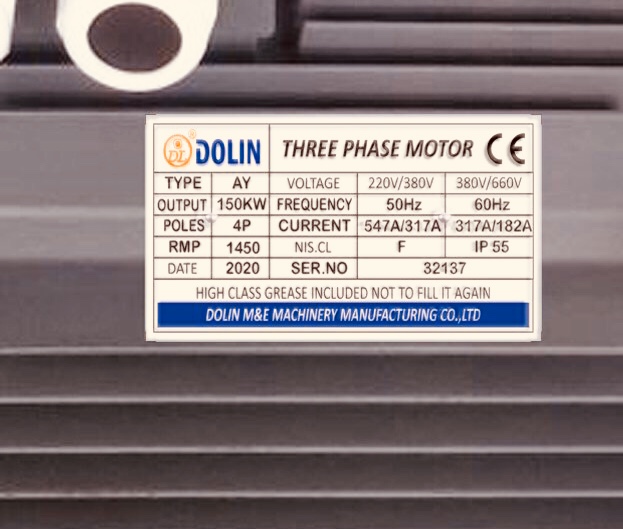 DL ® DOLIN THREE PHASE MOTOR CE
TYPE AY VOLTAGE 220V/380V 380V/660V
OUTPUT 150KW FREQUENCY 50Hz 60Hz
POLES 4P CURRENT 547A/317A 317A/182A
RMP 1450 NIS.CL F IP 55
DATE 2020 SER.NO 32137
HIGH CLASS GREASE INCLUDED NOT TO FILL IT AGAIN
DOLIN M&E MACHINERY MANUFACTURING CO.,LTD